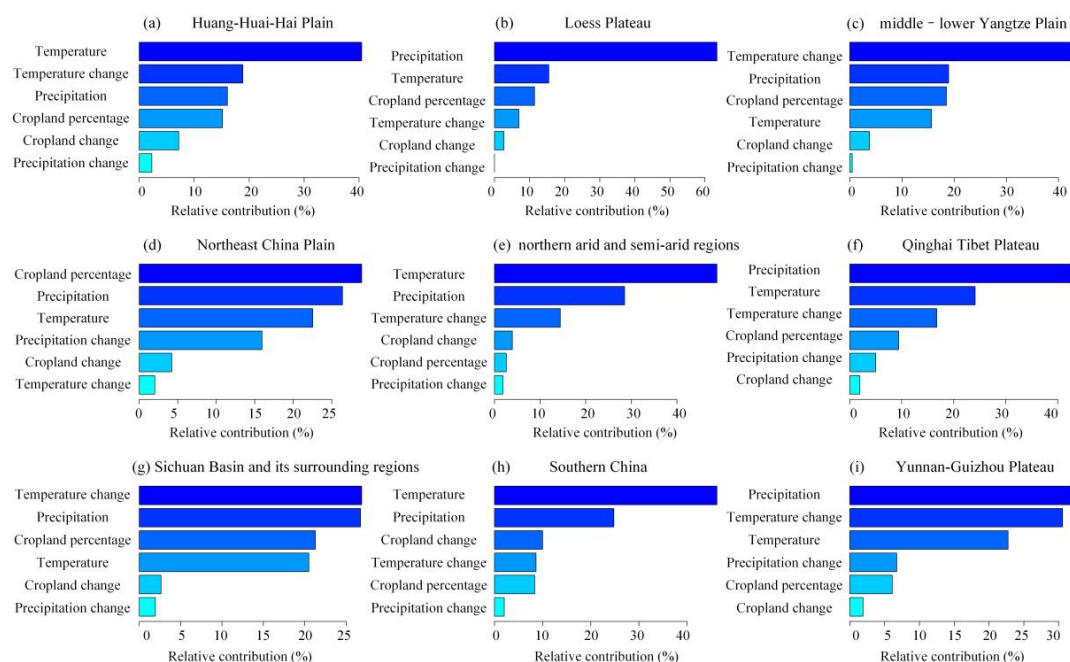 (a) Huang-Huai-Hai Plain
Temperature
Temperature change
Precipitation
Cropland percentage
Cropland change
Precipitation change
0 10 20 30 40
Relative contribution (%)
(b) Loess Plateau
Precipitation
Temperature
Cropland percentage
Temperature change
Cropland change
Precipitation change
0 10 20 30 40 50 60
Relative contribution (%)
(c) middle - lower Yangtze Plain
Temperature change
Precipitation
Cropland percentage
Temperature
Cropland change
Precipitation change
0 10 20 30 40
Relative contribution (%)
(d) Northeast China Plain
Cropland percentage
Precipitation
Temperature
Precipitation change
Cropland change
Temperature change
0 5 10 15 20 25
Relative contribution (%)
(e) northern arid and semi-arid regions
Temperature
Precipitation
Temperature change
Cropland change
Cropland percentage
Precipitation change
0 10 20 30 40
Relative contribution (%)
(f) Qinghai Tibet Plateau
Precipitation
Temperature
Temperature change
Cropland percentage
Precipitation change
Cropland change
0 10 20 30 40
Relative contribution (%)
(g) Sichuan Basin and its surrounding regions
Temperature change
Precipitation
Cropland percentage
Temperature
Cropland change
Precipitation change
0 5 10 15 20 25
Relative contribution (%)
(h) Southern China
Temperature
Precipitation
Cropland change
Temperature change
Cropland percentage
Precipitation change
0 10 20 30 40
Relative contribution (%)
(i) Yunnan-Guizhou Plateau
Precipitation
Temperature change
Temperature
Precipitation change
Cropland percentage
Cropland change
0 5 10 15 20 25 30
Relative contribution (%)